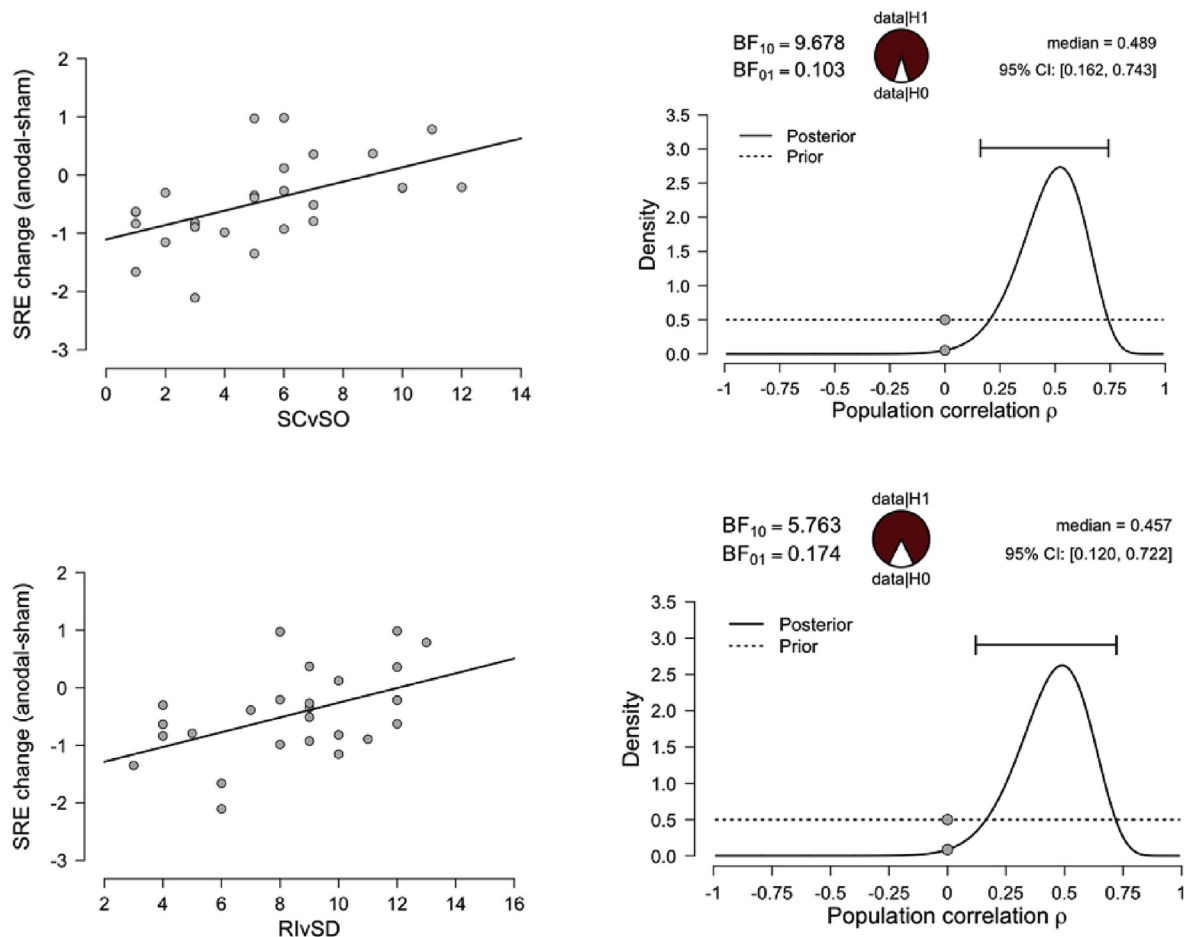 SRE change (anodal-sham)
2
1
0
-1
-2
-3
0 2 4 6 8 10 12 14
SCvSO
BF10 = 9.678
BF01 = 0.103
data|H1
data|H0
median = 0.489
95% CI: [0.162, 0.743]
Density
3.5
3.0
2.5
2.0
1.5
1.0
0.5
0.0
Posterior
Prior
-1 -0.75 -0.5 -0.25 0 0.25 0.5 0.75 1
Population correlation ρ
SRE change (anodal-sham)
2
1
0
-1
-2
-3
2 4 6 8 10 12 14 16
RIvSD
BF10 = 5.763
BF01 = 0.174
data|H1
data|H0
median = 0.457
95% CI: [0.120, 0.722]
Density
3.5
3.0
2.5
2.0
1.5
1.0
0.5
0.0
Posterior
Prior
-1 -0.75 -0.5 -0.25 0 0.25 0.5 0.75 1
Population correlation ρ